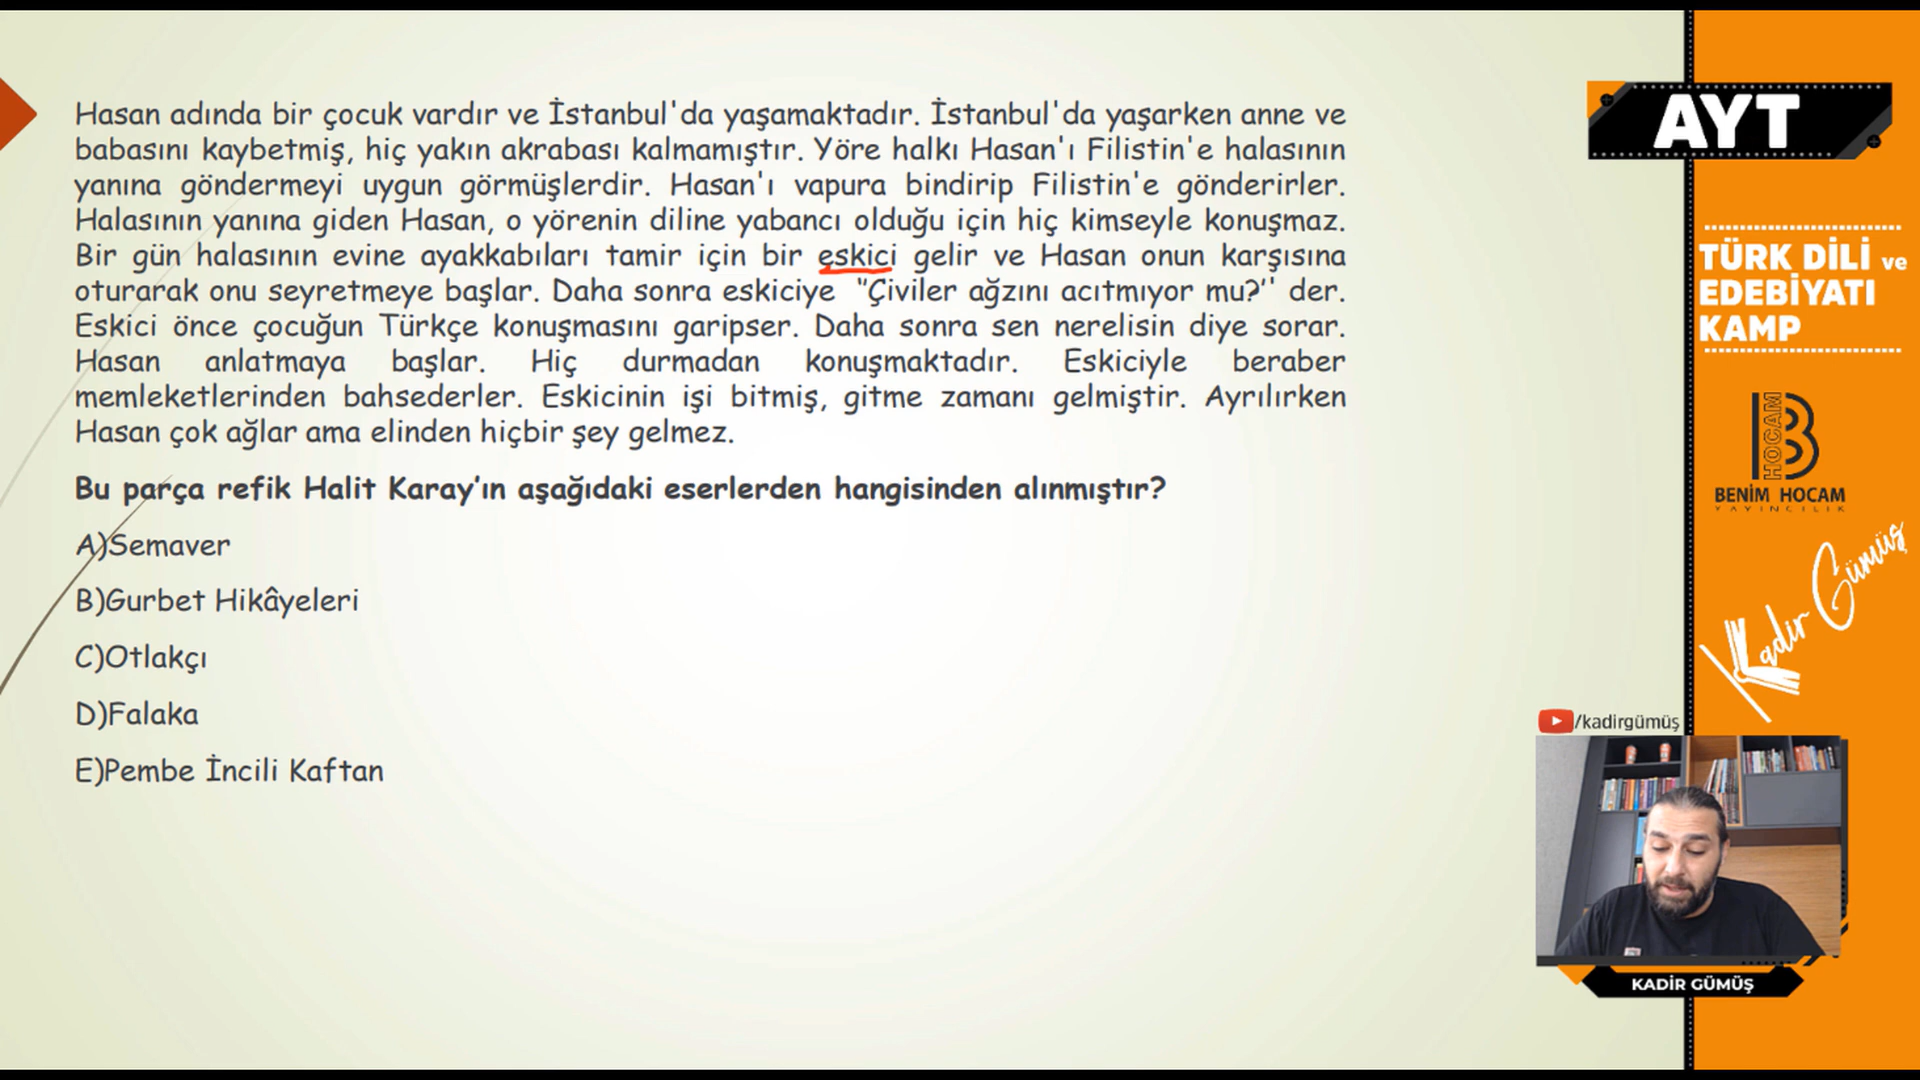 Hasan adında bir çocuk vardır ve İstanbul'da yaşamaktadır. İstanbul'da yaşarken anne ve
babasını kaybetmiş, hiç yakın akrabası kalmamıştır. Yöre halkı Hasan'ı Filistin'e halasının
yanına göndermeyi uygun görmüşlerdir. Hasan'ı vapura bindirip Filistin'e gönderirler.
Halasının yanına giden Hasan, o yörenin diline yabancı olduğu için hiç kimseyle konuşmaz.
Bir gün halasının evine ayakkabıları tamir için bir eskici gelir ve Hasan onun karşısına
oturarak onu seyretmeye başlar. Daha sonra eskiciye ‘'Çiviler ağzını acıtmıyor mu?'' der.
Eskici önce çocuğun Türkçe konuşmasını garipser. Daha sonra sen nerelisin diye sorar.
Hasan anlatmaya başlar. Hiç durmadan konuşmaktadır. Eskiciyle beraber
memleketlerinden bahsederler. Eskicinin işi bitmiş, gitme zamanı gelmiştir. Ayrılırken
Hasan çok ağlar ama elinden hiçbir şey gelmez.
Bu parça refik Halit Karay’ın aşağıdaki eserlerden hangisinden alınmıştır?
A)Semaver
B)Gurbet Hikâyeleri
C)Otlakçı
D)Falaka
E)Pembe İncili Kaftan
AYT
TÜRK DİLİ ve
EDEBİYATI
KAMP
HOCAM
BENİM HOCAM
YAYINCILIK
Kadir Gümüş
/kadirgümüş
KADİR GÜMÜŞ